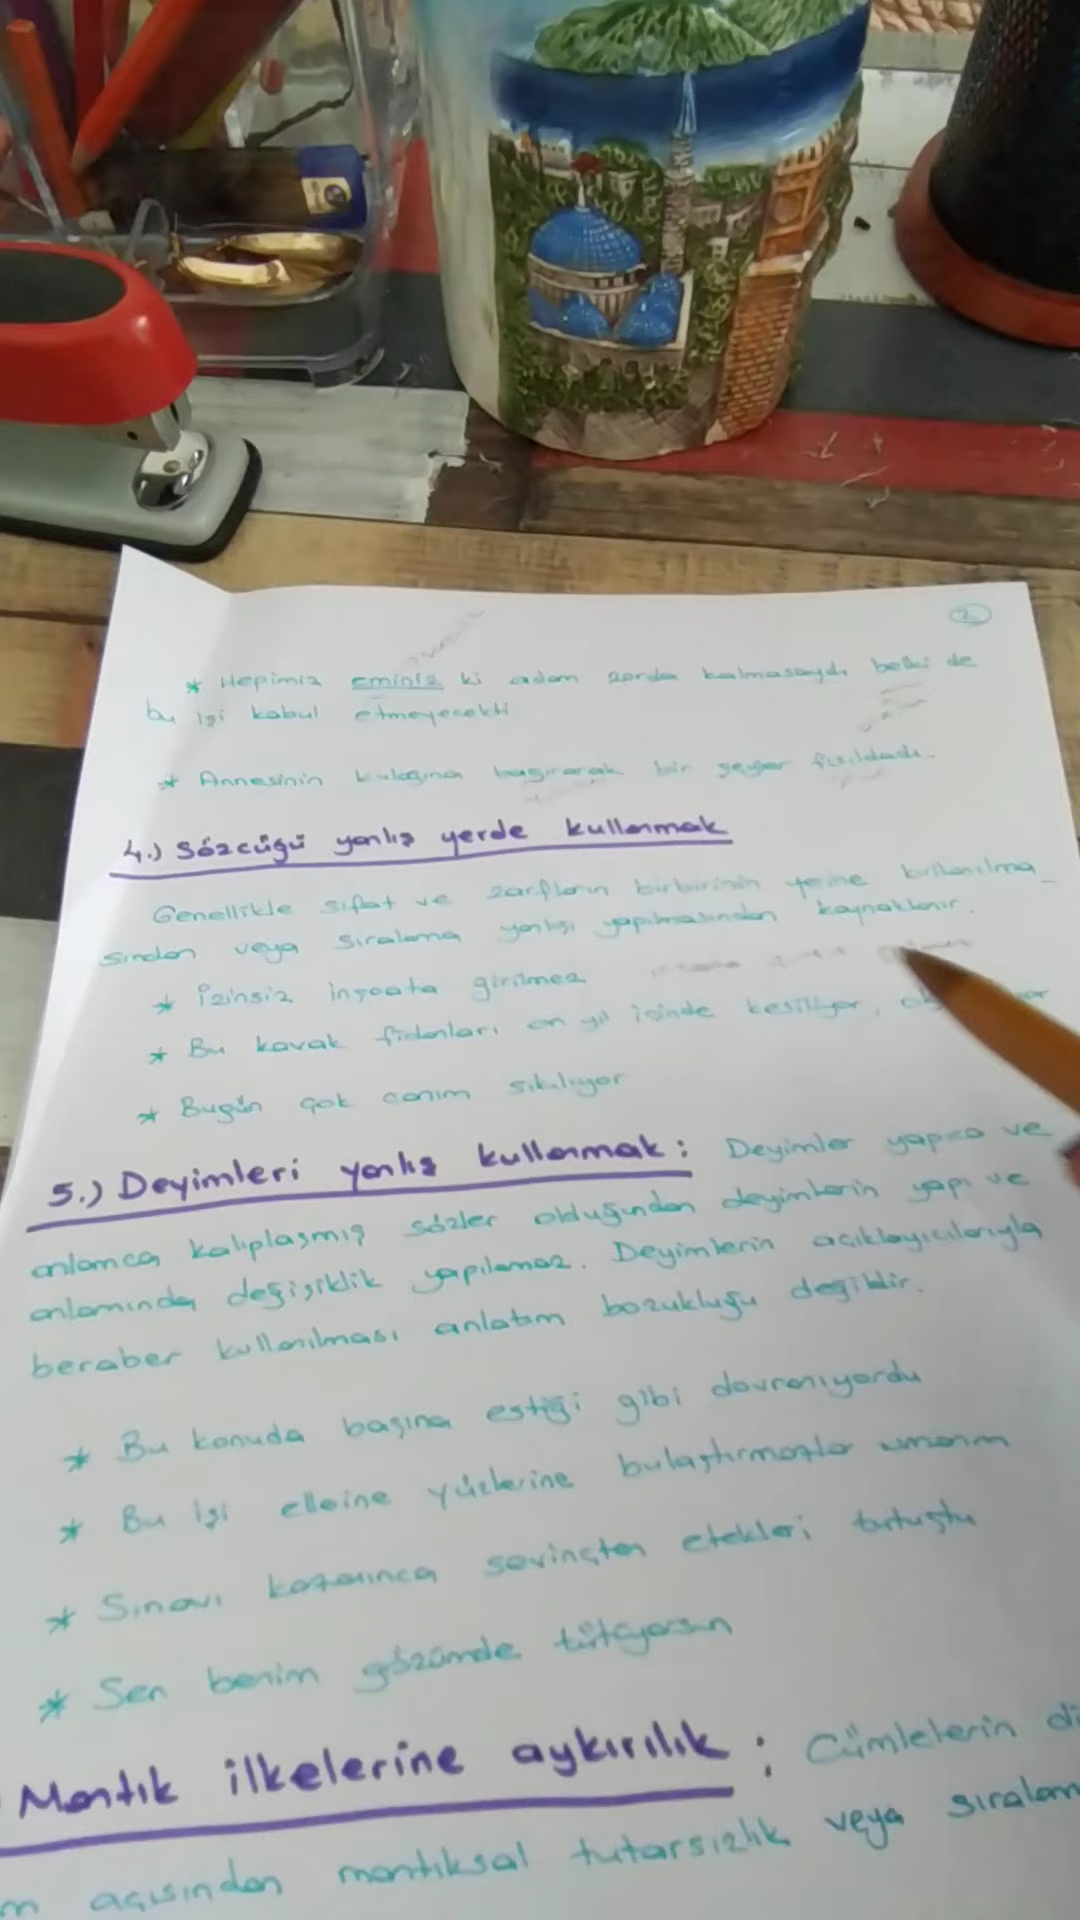 2
* Hepimiz eminiz ki adam zorda kalmasaydı belki de
bu işi kabul etmeyecekti
* Annesinin kulağına bağırarak bir şeyler fısıldadı.
4.) Sözcüğü yanlış yerde kullanmak
Genellikle sıfat ve zarfların birbirinin yerine kullanılma_
sından veya sıralama yanlışı yapılmasından kaynaklanır.
* İzinsiz inşaata girilmez
* Bu kavak fidanları on yıl içinde kesiliyor,
* Bugün çok canım sıkılıyor
5.) Deyimleri yanlış kullanmak: Deyimler yapıca ve
anlamca kalıplaşmış sözler olduğundan deyimlerin yapı ve
anlamında değişiklik yapılamaz. Deyimlerin açıklayıcılarıyla
beraber kullanılması anlatım bozukluğu değildir.
* Bu konuda başına estiği gibi davranıyordu
* Bu işi ellerine yüzlerine bulaştırmazlar umarım
* Sınavı kazanınca sevinçten etekleri tutuştu
* Sen benim gözümde tütüyorsun
Mantık ilkelerine aykırılık: Cümlelerin
açısından mantıksal tutarsızlık veya